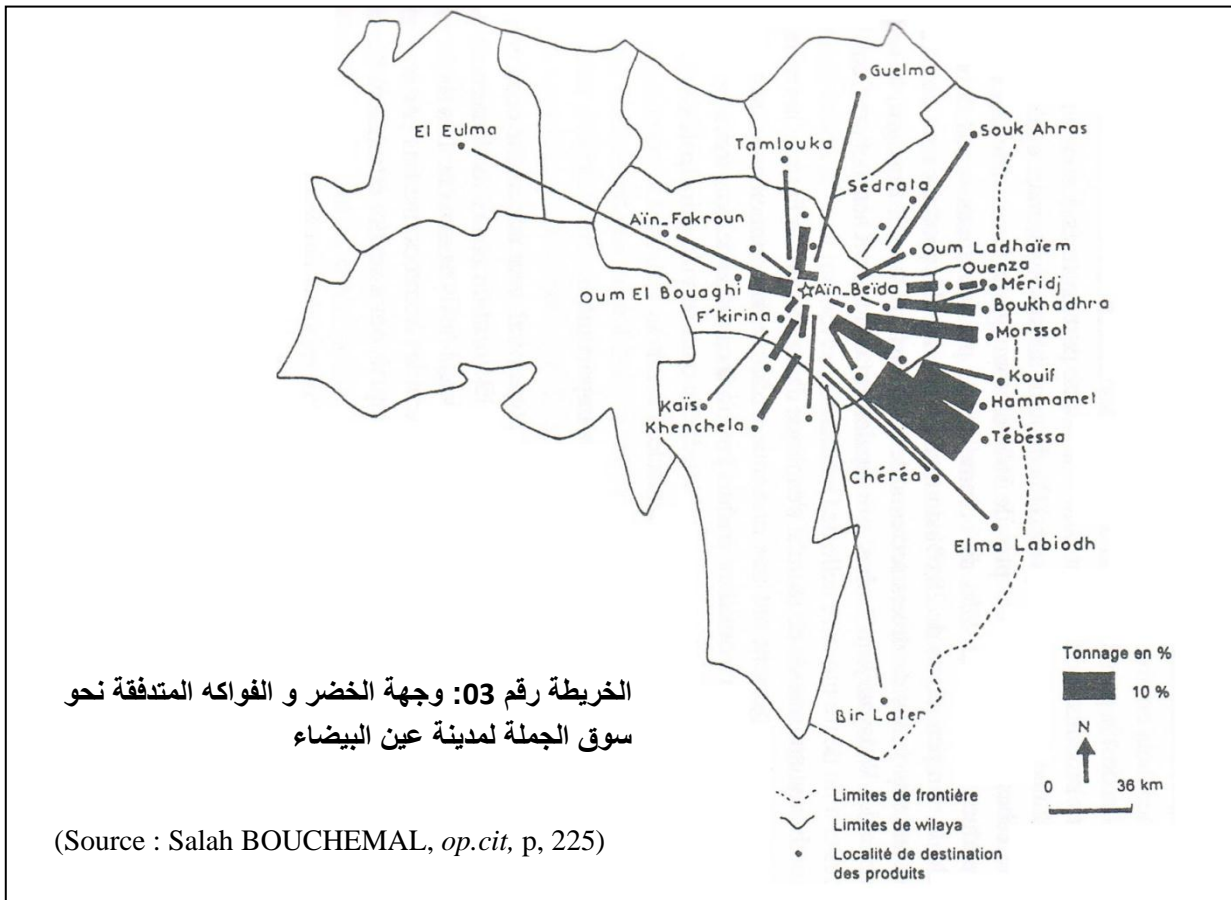 Guelma
El Eulma
Souk Ahras
Tamlouka
Sédrata
Aïn_Fakroun
Oum Ladhaïem
Ouenza
Oum El Bouaghi
Aïn_Beïda
Méridj
F'kirina
Boukhadhra
Morssot
Kouif
Kaïs
Hammamet
Khenchela
Tébéssa
Chéréa
Elma Labiodh
Bir Later
Tonnage en %
10 %
N
0 36 km
الخريطة رقم 03: وجهة الخضر و الفواكه المتدفقة نحو
سوق الجملة لمدينة عين البيضاء
(Source : Salah BOUCHEMAL, op.cit, p, 225)
Limites de frontière
Limites de wilaya
Localité de destination
des produits